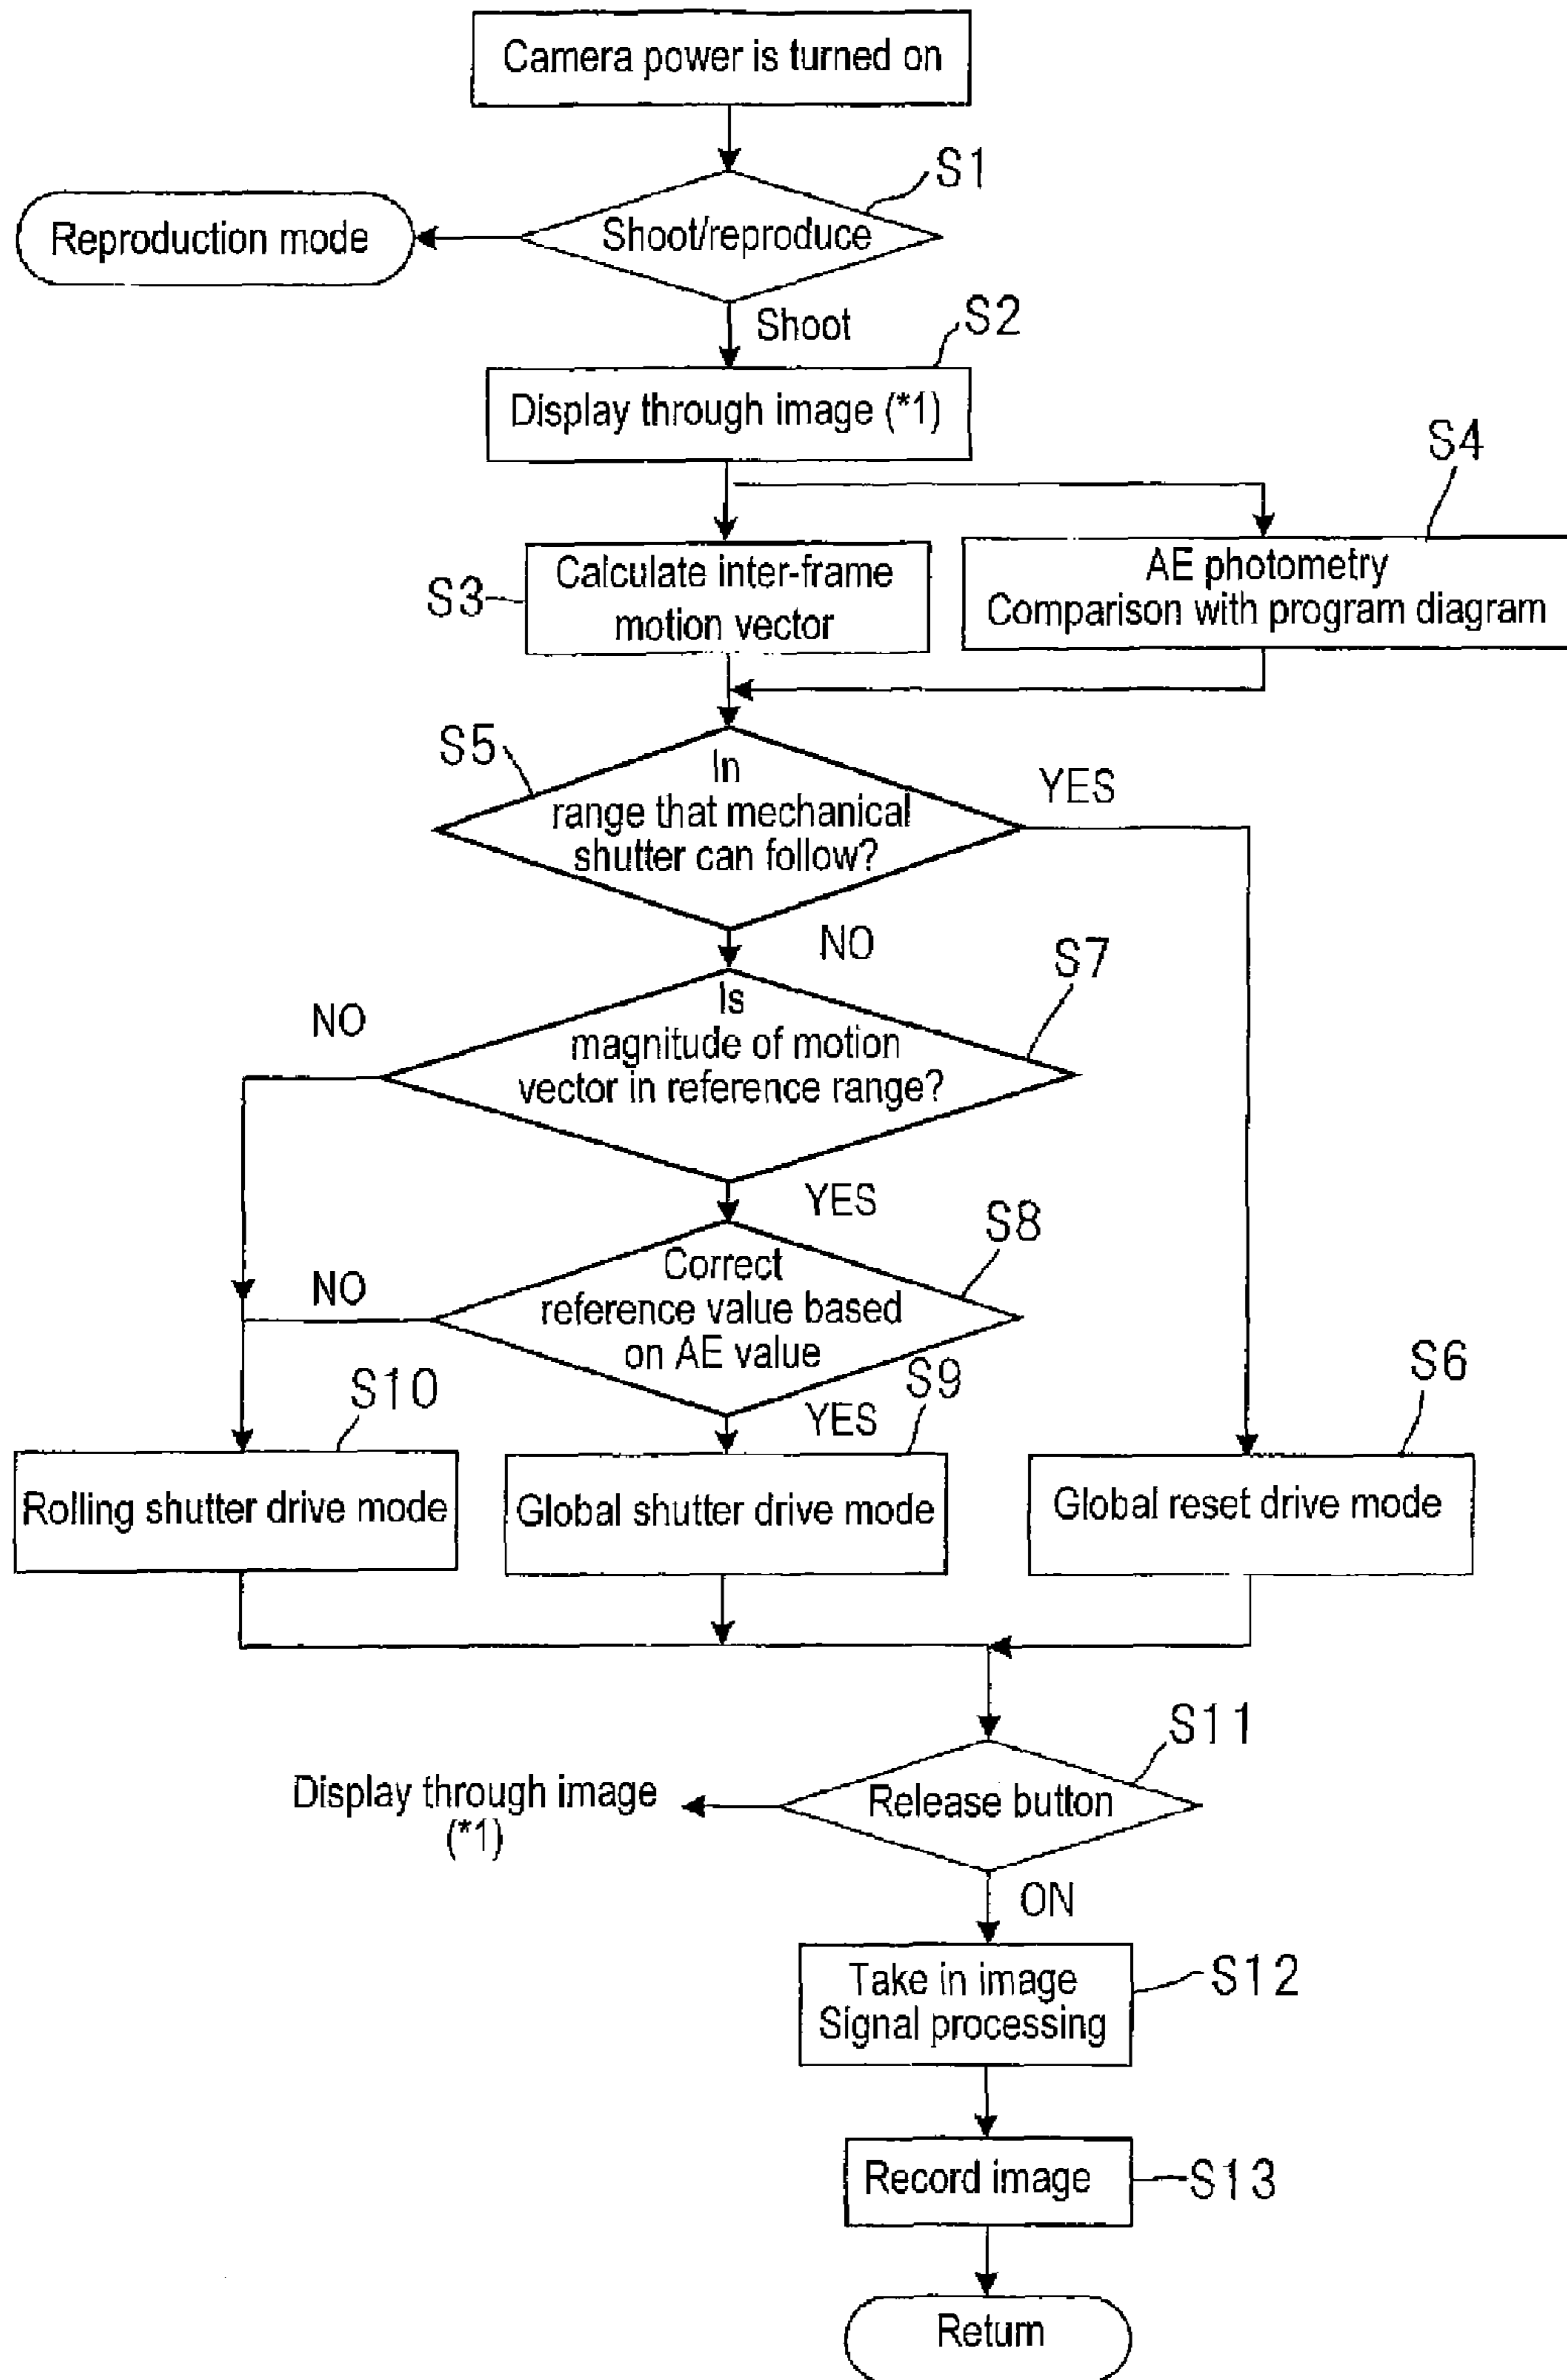 Camera power is turned on
S1
Reproduction mode
Shoot/reproduce
Shoot
S2
Display through image (*1)
S4
S3
Calculate inter-frame
motion vector
AE photometry
Comparison with program diagram
S5
In
range that mechanical
shutter can follow?
YES
NO
S7
NO
Is
magnitude of motion
vector in reference range?
YES
S8
NO
Correct
reference value based
on AE value
S10
YES
S9
S6
Rolling shutter drive mode
Global shutter drive mode
Global reset drive mode
S11
Display through image
(*1)
Release button
ON
Take in image
Signal processing
S12
Record image
S13
Return